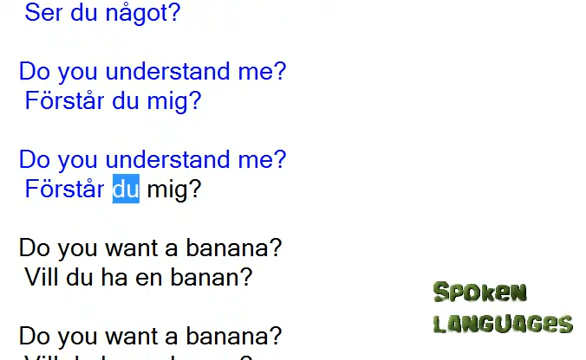 Ser du något?
Do you understand me?
Förstår du mig?
Do you understand me?
Förstår du mig?
Do you want a banana?
Vill du ha en banan?
Do you want a banana?
Spoken
Languages